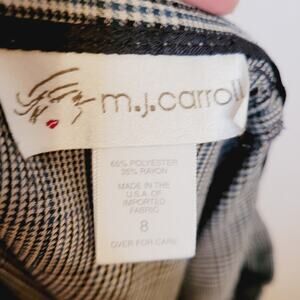 m.j.carroll
65% POLYESTER
35% RAYON
MADE IN THE
U.S.A. OF
IMPORTED
FABRIC
8
OVER FOR CARE